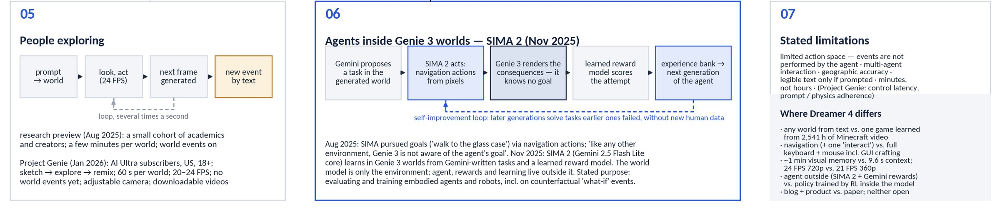 05
People exploring
prompt
→ world
look, act
(24 FPS)
next frame
generated
new event
by text
loop, several times a second
research preview (Aug 2025): a small cohort of academics
and creators; a few minutes per world; world events on
Project Genie (Jan 2026): AI Ultra subscribers, US, 18+;
sketch → explore → remix; 60 s per world; 20–24 FPS; no
world events yet; adjustable camera; downloadable videos
06
Agents inside Genie 3 worlds — SIMA 2 (Nov 2025)
Gemini proposes
a task in the
generated world
SIMA 2 acts:
navigation actions
from pixels
Genie 3 renders the
consequences — it
knows no goal
learned reward
model scores
the attempt
experience bank →
next generation
of the agent
self-improvement loop: later generations solve tasks earlier ones failed, without new human data
Aug 2025: SIMA pursued goals ('walk to the glass case') via navigation actions; 'like any other
environment, Genie 3 is not aware of the agent's goal'. Nov 2025: SIMA 2 (Gemini 2.5 Flash Lite
core) learns in Genie 3 worlds from Gemini-written tasks and a learned reward model. The world
model is only the environment; agent, rewards and learning live outside it. Stated purpose:
evaluating and training embodied agents and robots, incl. on counterfactual 'what-if' events.
07
Stated limitations
limited action space — events are not
performed by the agent · multi-agent
interaction · geographic accuracy ·
legible text only if prompted · minutes,
not hours · (Project Genie: control latency,
prompt / physics adherence)
Where Dreamer 4 differs
· any world from text vs. one game learned
from 2,541 h of Minecraft video
· navigation (+ one 'interact') vs. full
keyboard + mouse incl. GUI crafting
· ~1 min visual memory vs. 9.6 s context;
24 FPS 720p vs. 21 FPS 360p
· agent outside (SIMA 2 + Gemini rewards)
vs. policy trained by RL inside the model
· blog + product vs. paper; neither open